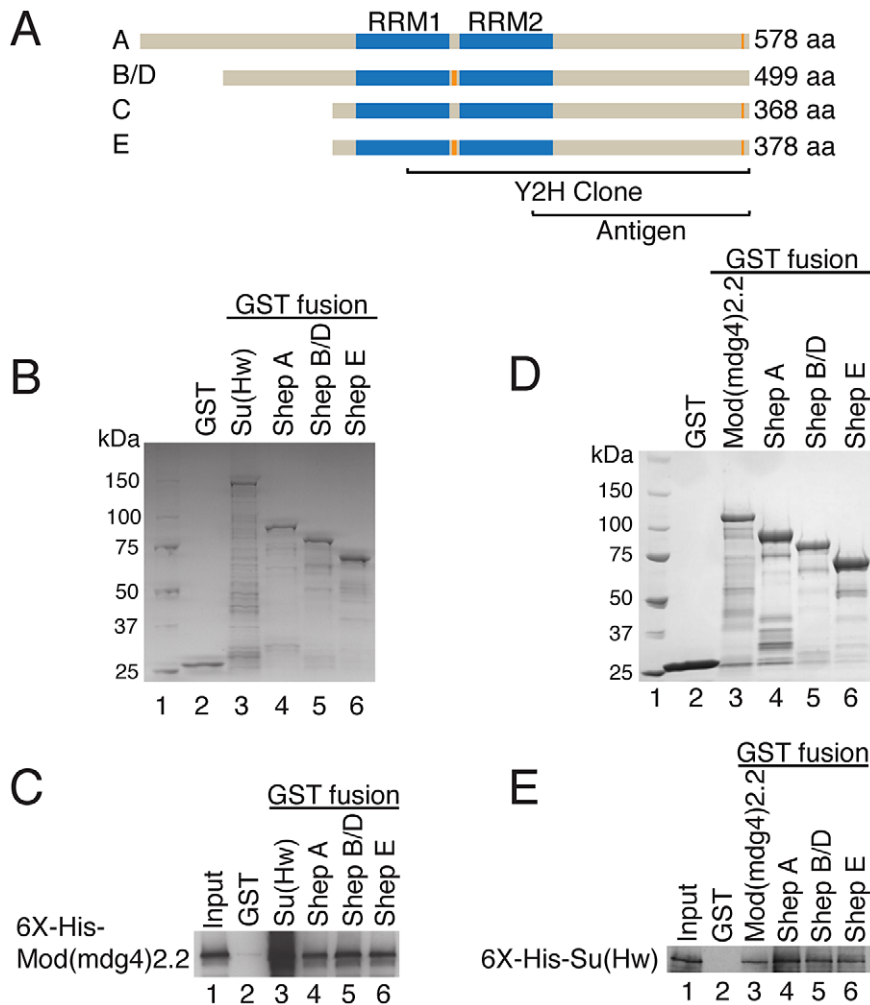 A
RRM1 RRM2
A 578 aa
B/D 499 aa
C 368 aa
E 378 aa
Y2H Clone
Antigen
B
GST fusion
kDa
GST
Su(Hw)
Shep A
Shep B/D
Shep E
150
100
75
50
37
25
1 2 3 4 5 6
D
GST fusion
kDa
GST
Mod(mdg4)2.2
Shep A
Shep B/D
Shep E
150
100
75
50
37
25
1 2 3 4 5 6
C
GST fusion
Input
GST
Su(Hw)
Shep A
Shep B/D
Shep E
6X-His-
Mod(mdg4)2.2
1 2 3 4 5 6
E
GST fusion
Input
GST
Mod(mdg4)2.2
Shep A
Shep B/D
Shep E
6X-His-Su(Hw)
1 2 3 4 5 6